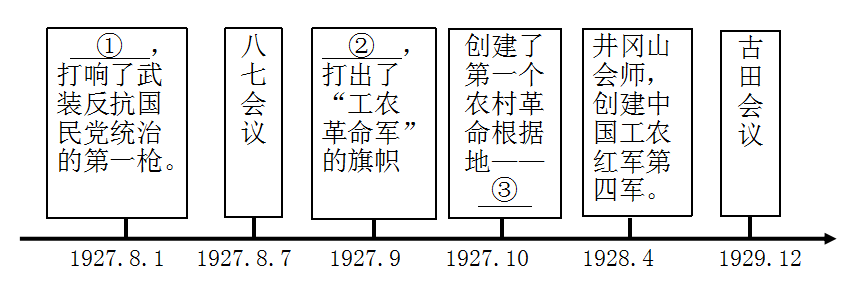 ①，
打响了武
装反抗国
民党统治
的第一枪。
八
七
会
议
②，
打出了
“工农
革命军”
的旗帜
创建了
第一个
农村革
命根据
地——
③
井冈山
会师，
创建中
国工农
红军第
四军。
古
田
会
议
1927.8.1
1927.8.7
1927.9
1927.10
1928.4
1929.12